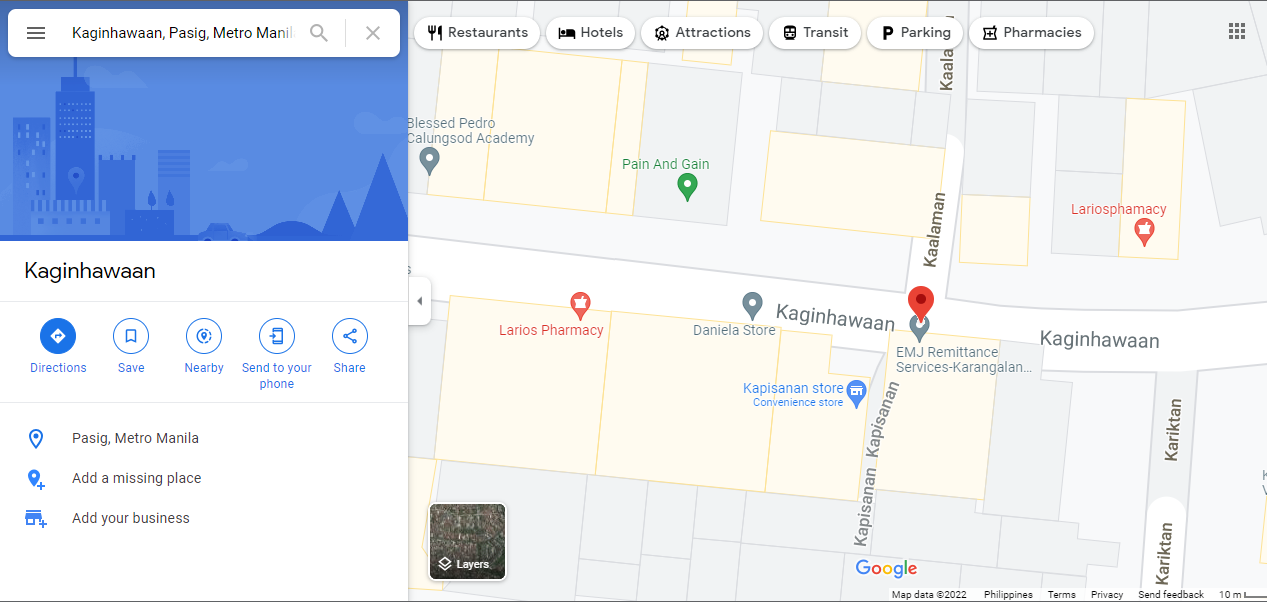 Kaginhawaan, Pasig, Metro Manil
Restaurants
Hotels
Attractions
Transit
Parking
Pharmacies
Kaala
Blessed Pedro
Calungsod Academy
Pain And Gain
Kaalaman
Lariosphamacy
Kaginhawaan
Directions
Save
Nearby
Send to your
phone
Share
s
Larios Pharmacy
Daniela Store
Kaginhawaan
Kaginhawaan
EMJ Remittance
Services-Karangalan...
Kapisanan store
Convenience store
Kapisanan
Kapisanan
Kariktan
Kariktan
Pasig, Metro Manila
Add a missing place
Add your business
Layers
Google
Map data ©2022
Philippines
Terms
Privacy
Send feedback
10 m